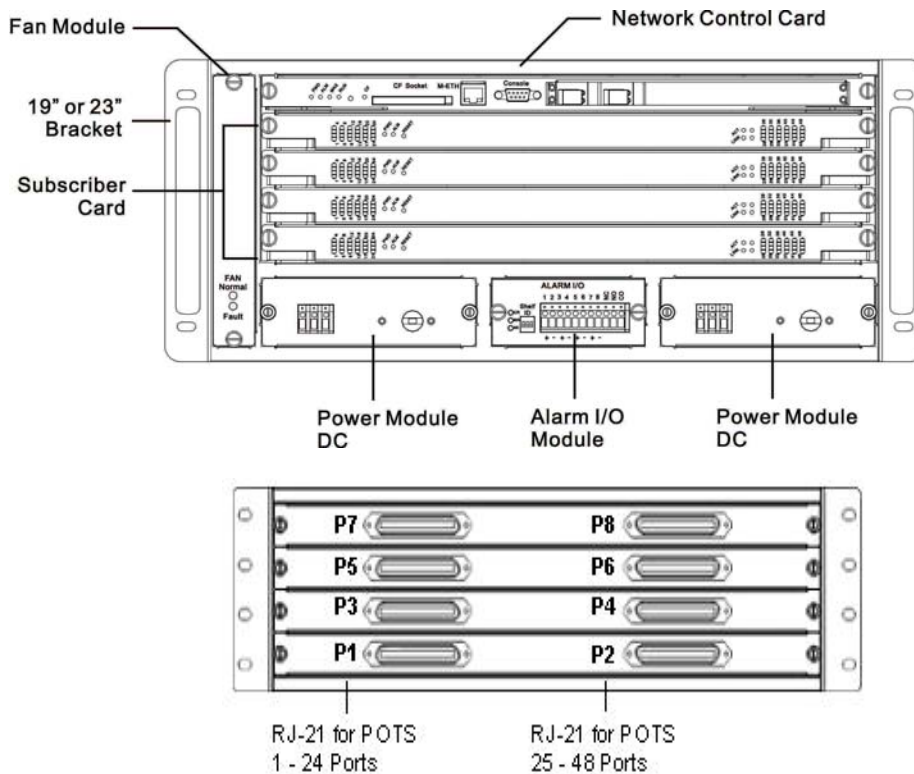 Network Control Card
Fan Module
19” or 23”
Bracket
Subscriber
Card
CF Socket M-ETH
Console
FAN
Normal
Fault
ALARM I/O
1 2 3 4 5 6 7 8 NC NO CO
Shelf
ID
Power Module
DC
Alarm I/O
Module
Power Module
DC
P7 P8
P5 P6
P3 P4
P1 P2
RJ-21 for POTS
1 - 24 Ports
RJ-21 for POTS
25 - 48 Ports